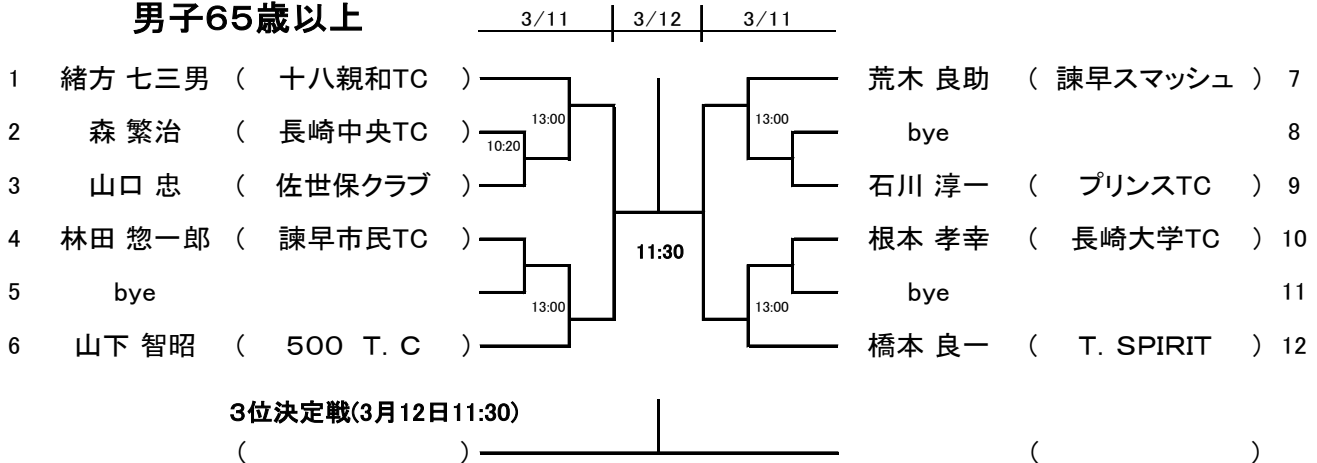 男子65歳以上 3/11 3/12 3/11
1 緒方 七三男 ( 十八親和TC ) 荒木 良助 ( 諫早スマッシュ ) 7
13:00 13:00
2 森 繁治 ( 長崎中央TC ) bye 8
10:20
3 山口 忠 ( 佐世保クラブ ) 石川 淳一 ( プリンスTC ) 9
4 林田 惣一郎 ( 諫早市民TC ) 根本 孝幸 ( 長崎大学TC ) 10
11:30
5 bye bye 11
13:00 13:00
6 山下 智昭 ( 500 T.C ) 橋本 良一 ( T.SPIRIT ) 12
3位決定戦(3月12日11:30)
( ) ( )